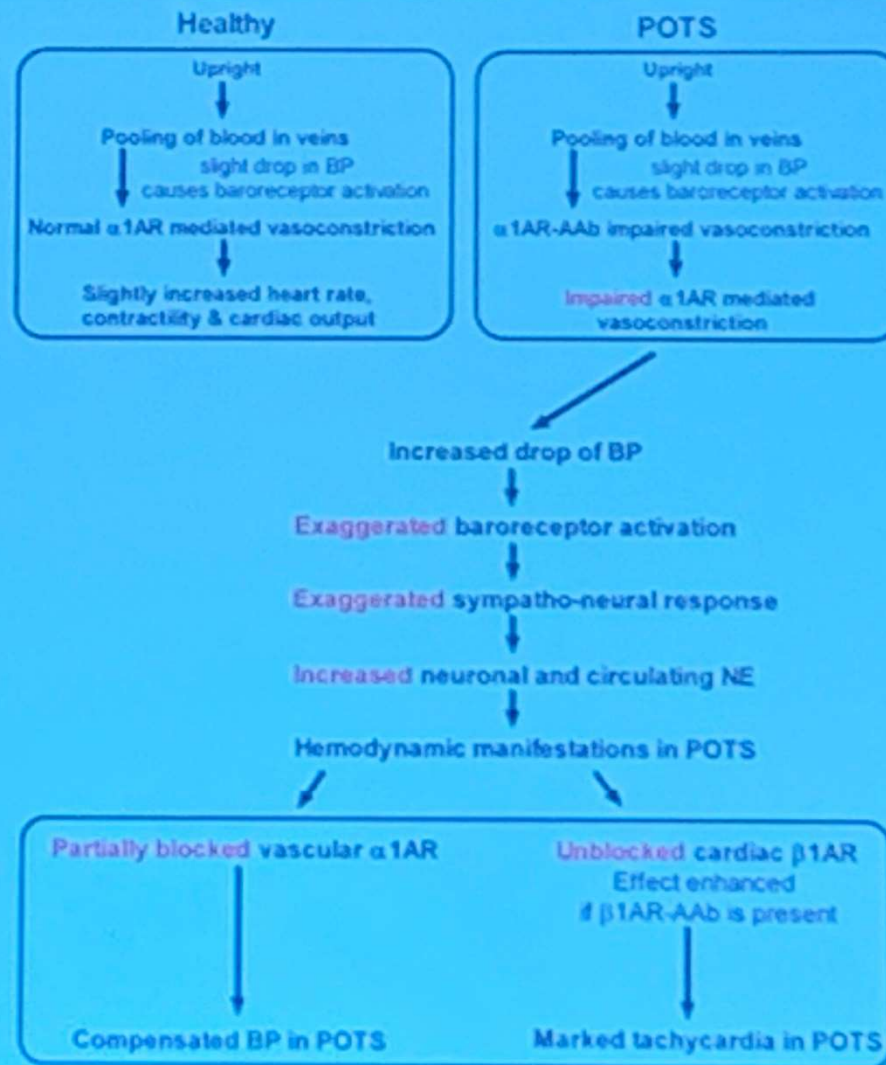 Healthy
Upright
Pooling of blood in veins
slight drop in BP
causes baroreceptor activation
Normal α1AR mediated vasoconstriction
Slightly increased heart rate,
contractility & cardiac output
POTS
Upright
Pooling of blood in veins
slight drop in BP
causes baroreceptor activation
α1AR-AAb impaired vasoconstriction
Impaired α1AR mediated
vasoconstriction
Increased drop of BP
Exaggerated baroreceptor activation
Exaggerated sympatho-neural response
Increased neuronal and circulating NE
Hemodynamic manifestations in POTS
Partially blocked vascular α1AR
Compensated BP in POTS
Unblocked cardiac β1AR
Effect enhanced
if β1AR-AAb is present
Marked tachycardia in POTS